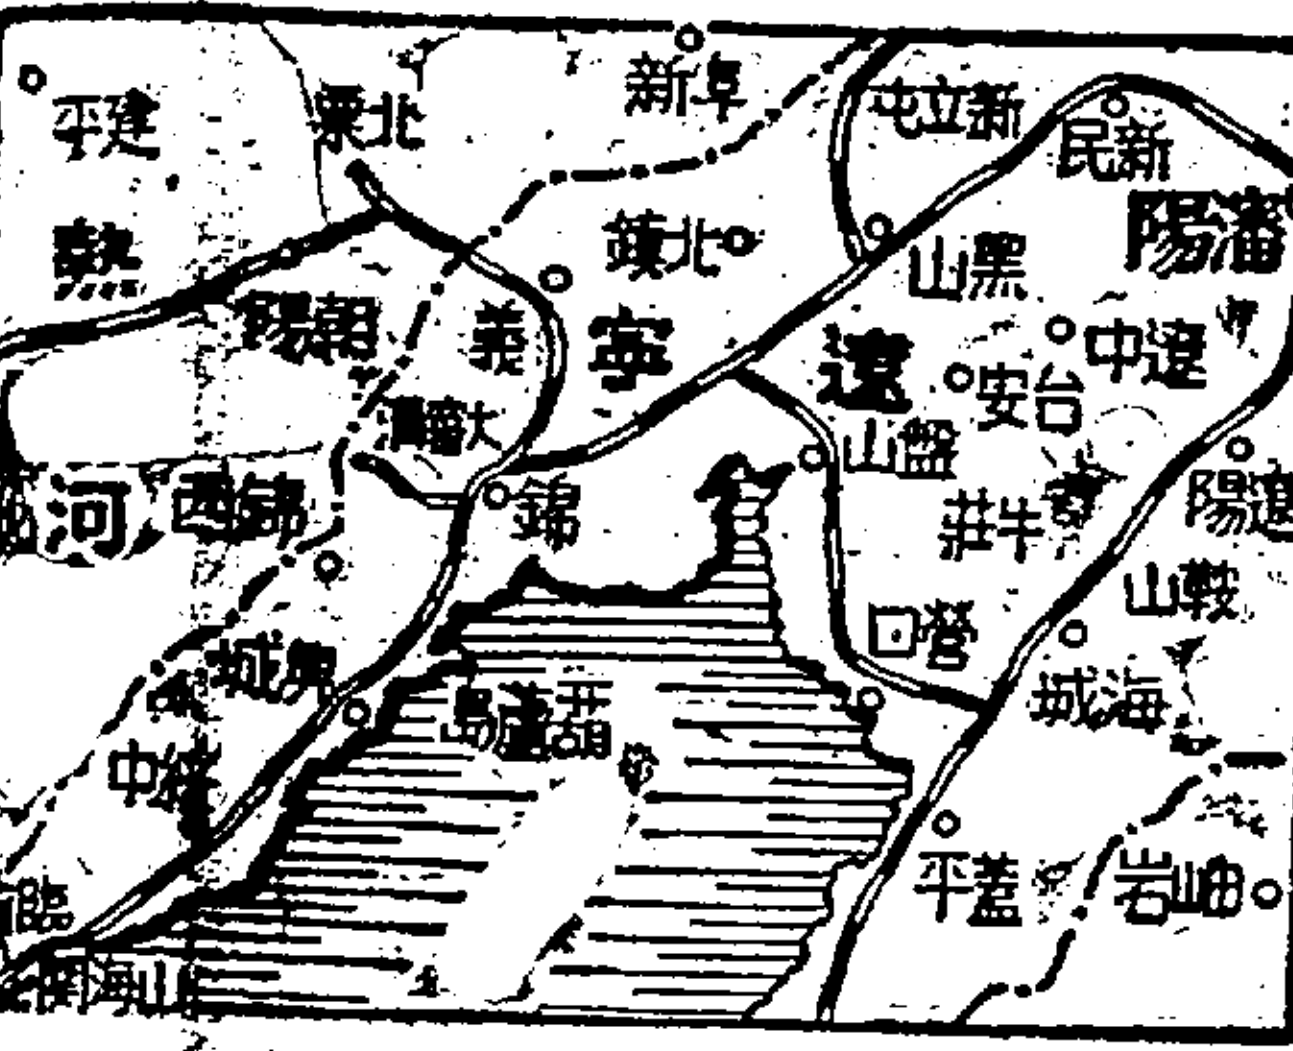 阜新
建平
北票
新立屯
新民
瀋陽
北鎮
黑山
熱
朝陽
義
寧
遼
遼中
台安
盤山
河
錦西
錦
牛莊
遼陽
鞍山
營口
興城
海城
葫蘆島
綏中
蓋平
岫岩
臨
山海關